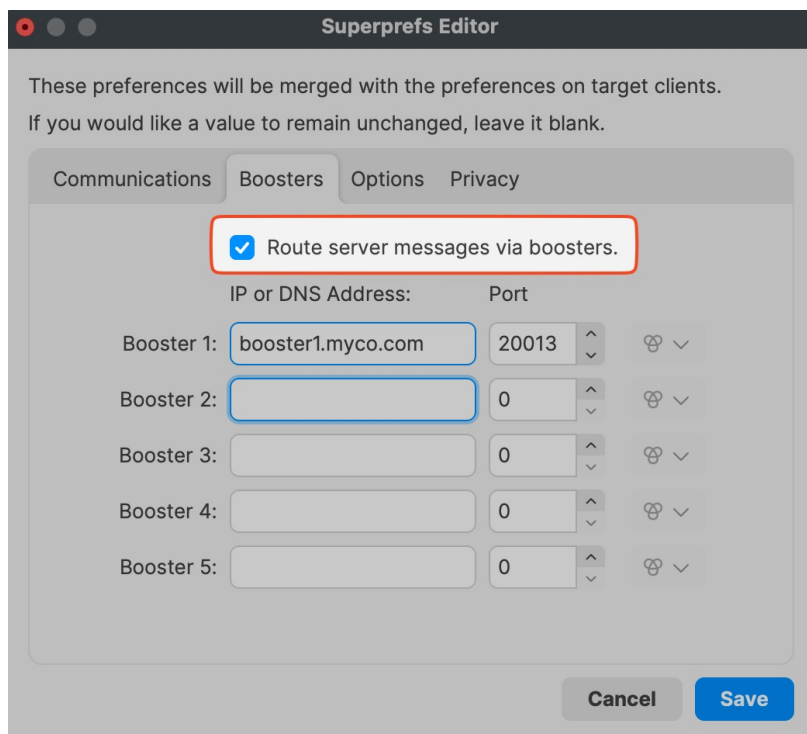 Superprefs Editor
These preferences will be merged with the preferences on target clients.
If you would like a value to remain unchanged, leave it blank.
Communications Boosters Options Privacy
Route server messages via boosters.
IP or DNS Address: Port
Booster 1: booster1.myco.com 20013
Booster 2: 0
Booster 3: 0
Booster 4: 0
Booster 5: 0
Cancel Save